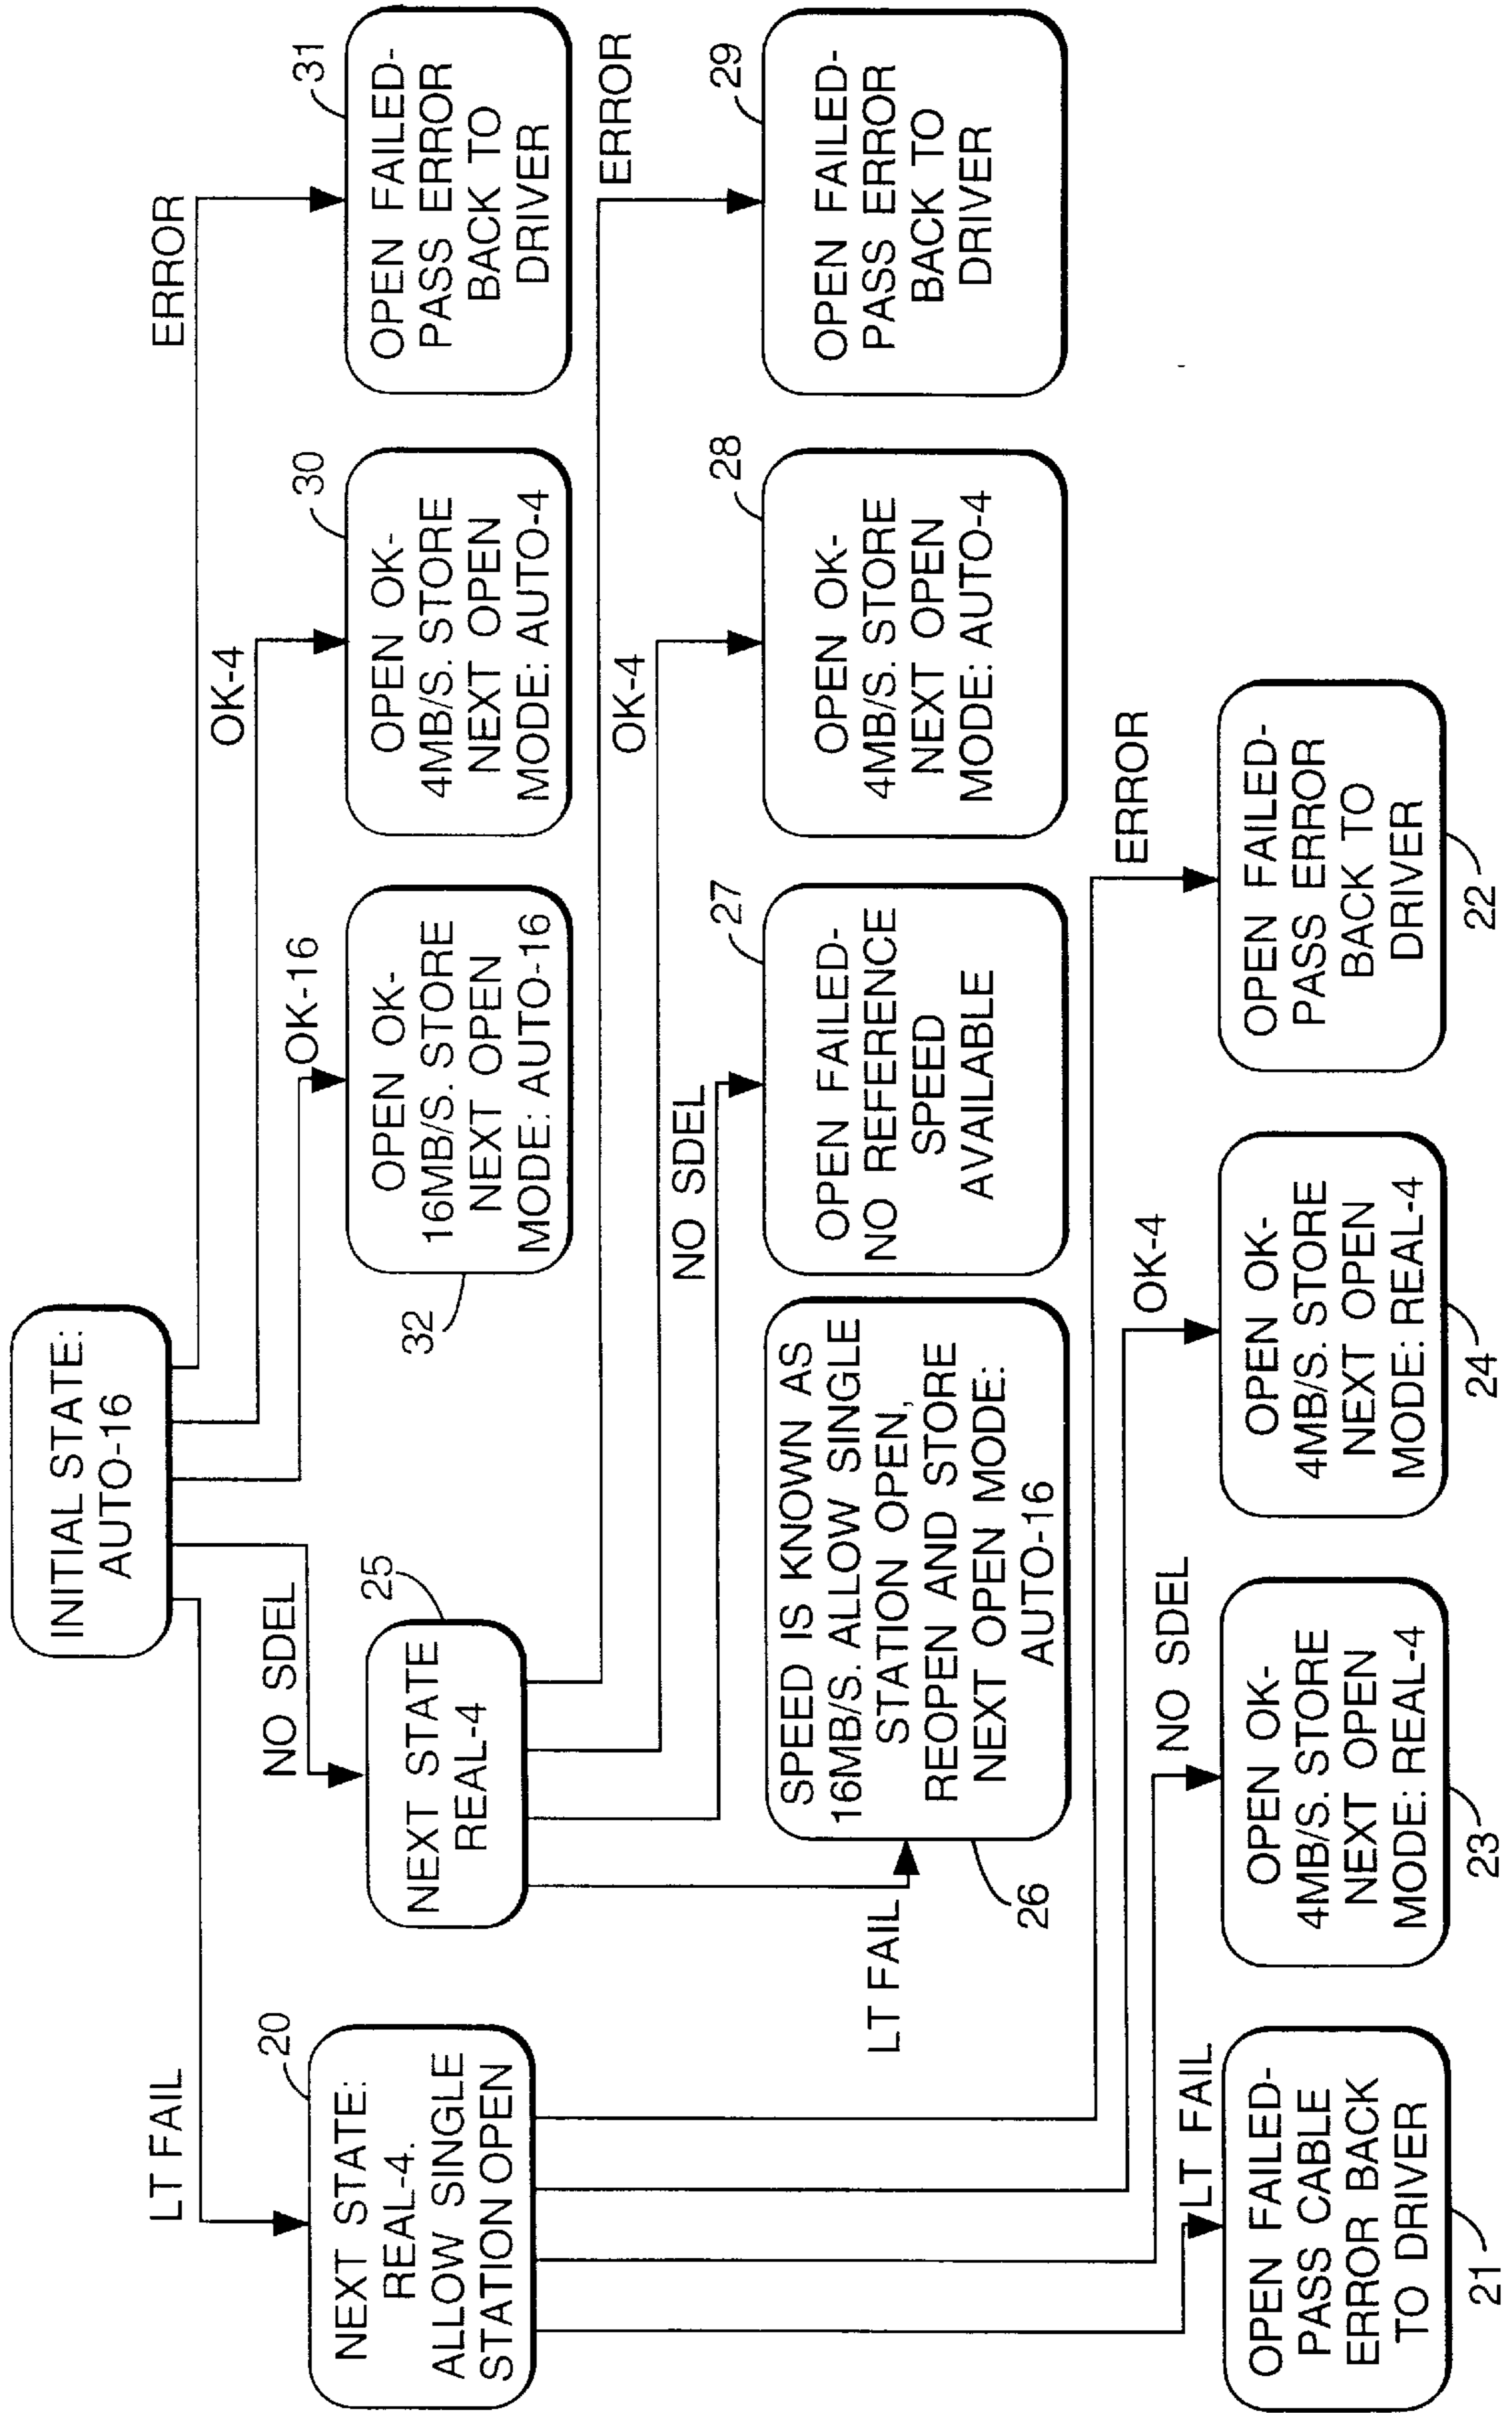 INITIAL STATE:
AUTO-16
LT FAIL
NO SDEL
OK-16
OK-4
ERROR
20
NEXT STATE:
REAL-4.
ALLOW SINGLE
STATION OPEN
25
NEXT STATE
REAL-4
32
OPEN OK-
16MB/S. STORE
NEXT OPEN
MODE: AUTO-16
30
OPEN OK-
4MB/S. STORE
NEXT OPEN
MODE: AUTO-4
31
OPEN FAILED-
PASS ERROR
BACK TO
DRIVER
LT FAIL
NO SDEL
OK-4
ERROR
26
SPEED IS KNOWN AS
16MB/S. ALLOW SINGLE
STATION OPEN,
REOPEN AND STORE
NEXT OPEN MODE:
AUTO-16
27
OPEN FAILED-
NO REFERENCE
SPEED
AVAILABLE
28
OPEN OK-
4MB/S. STORE
NEXT OPEN
MODE: AUTO-4
29
OPEN FAILED-
PASS ERROR
BACK TO
DRIVER
LT FAIL
NO SDEL
OK-4
ERROR
OPEN FAILED-
PASS CABLE
ERROR BACK
TO DRIVER
21
OPEN OK-
4MB/S. STORE
NEXT OPEN
MODE: REAL-4
23
OPEN OK-
4MB/S. STORE
NEXT OPEN
MODE: REAL-4
24
OPEN FAILED-
PASS ERROR
BACK TO
DRIVER
22